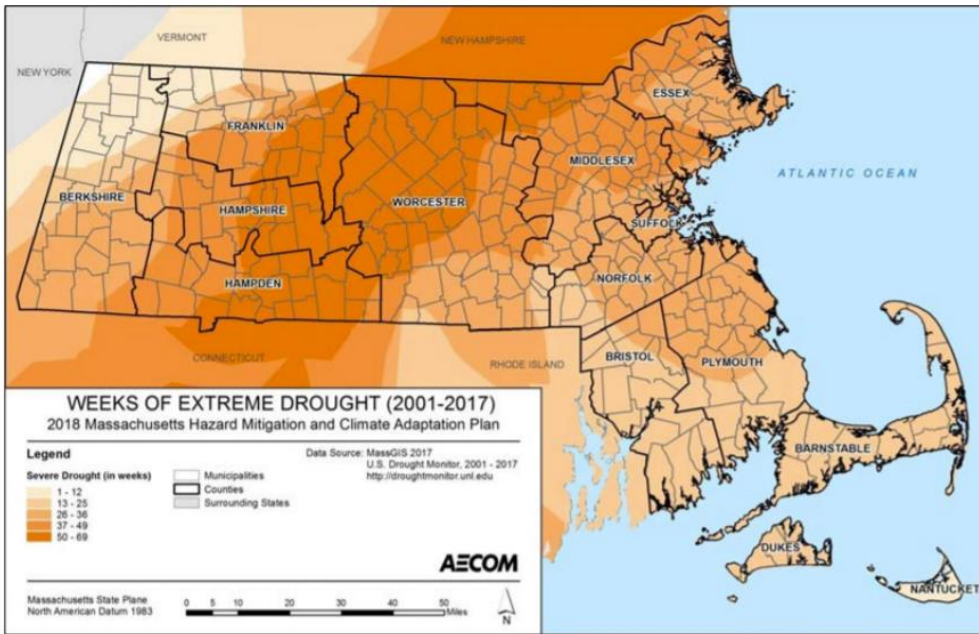 VERMONT
NEW HAMPSHIRE
NEW YORK
ESSEX
FRANKLIN
MIDDLESEX
ATLANTIC OCEAN
BERKSHIRE
HAMPSHIRE
WORCESTER
SUFFOLK
HAMPDEN
NORFOLK
CONNECTICUT
RHODE ISLAND
BRISTOL
PLYMOUTH
BARNSTABLE
DUKES
NANTUCKET
WEEKS OF EXTREME DROUGHT (2001-2017)
2018 Massachusetts Hazard Mitigation and Climate Adaptation Plan
Legend
Data Source: MassGIS 2017
U.S. Drought Monitor, 2001 - 2017
http://droughtmonitor.unl.edu
Severe Drought (in weeks)
1 - 12
13 - 25
26 - 36
37 - 49
50 - 69
Municipalities
Counties
Surrounding States
AECOM
Massachusetts State Plane
North American Datum 1983
0 5 10 20 30 40 50
Miles
N